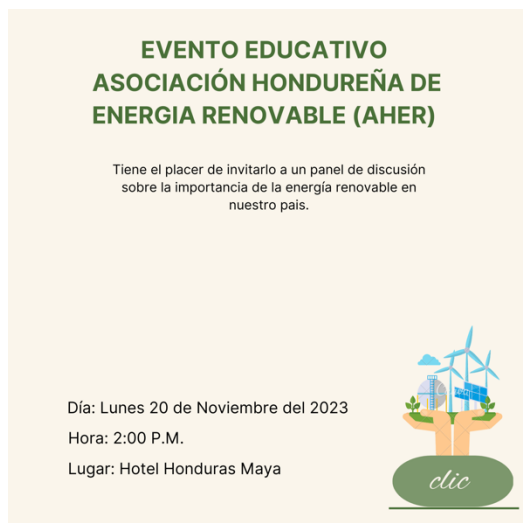 EVENTO EDUCATIVO
ASOCIACIÓN HONDUREÑA DE
ENERGIA RENOVABLE (AHER)
Tiene el placer de invitarlo a un panel de discusión
sobre la importancia de la energía renovable en
nuestro pais.
Día: Lunes 20 de Noviembre del 2023
Hora: 2:00 P.M.
Lugar: Hotel Honduras Maya
clic